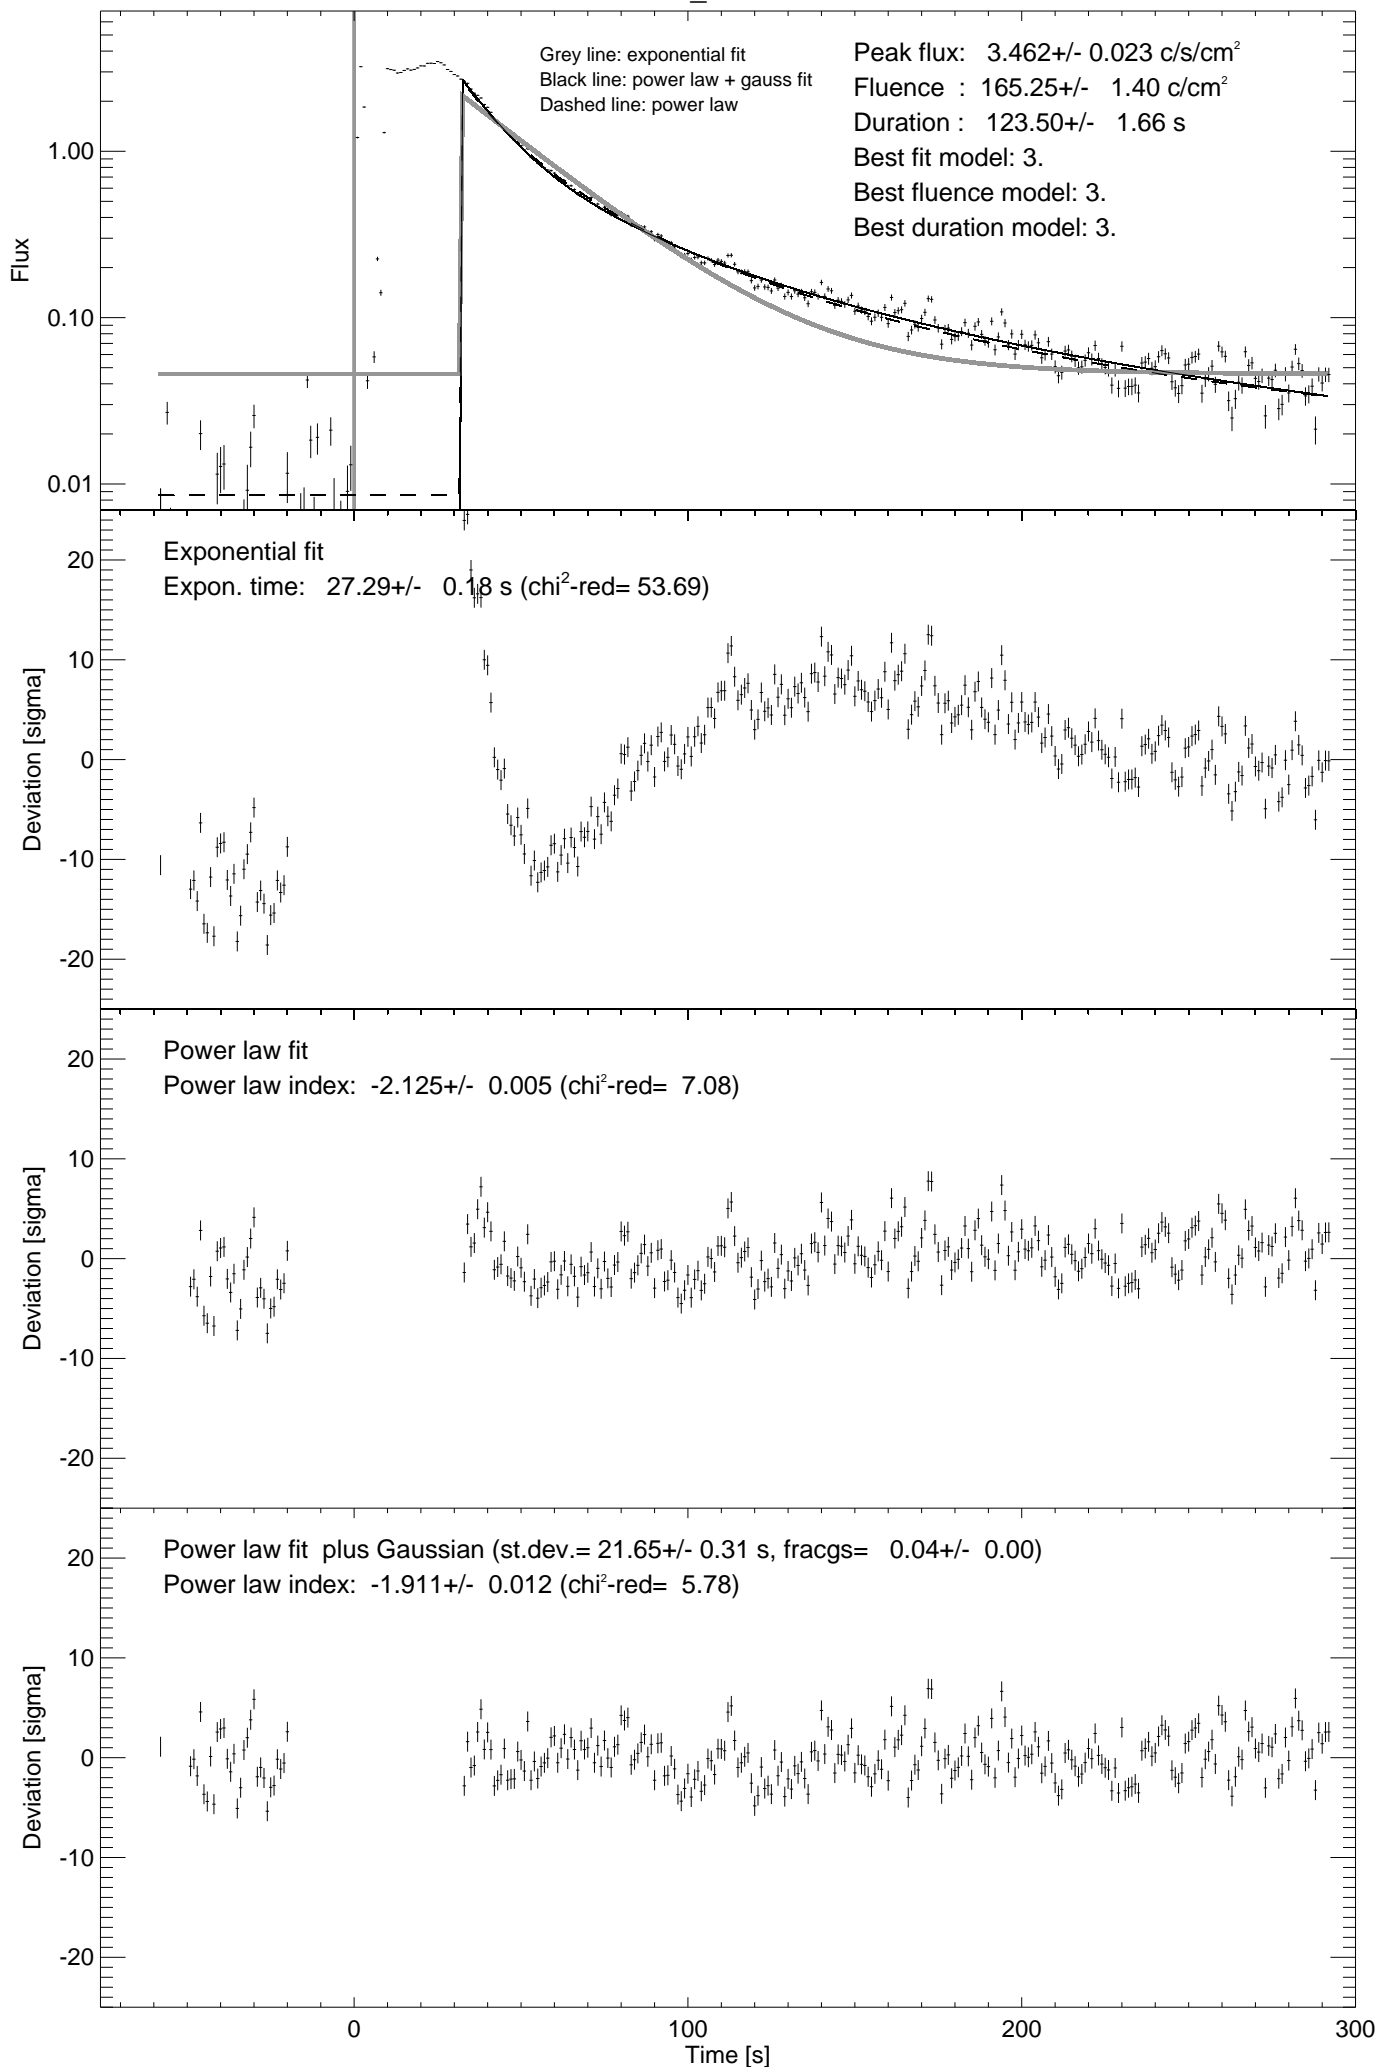 Grey line: exponential fit
Black line: power law + gauss fit
Dashed line: power law
Peak flux: 3.462+/- 0.023 c/s/cm²
Fluence : 165.25+/- 1.40 c/cm²
Duration : 123.50+/- 1.66 s
Best fit model: 3.
Best fluence model: 3.
Best duration model: 3.
1.00
0.10
0.01
Flux
Exponential fit
Expon. time: 27.29+/- 0.18 s (chi²-red= 53.69)
20
10
0
-10
-20
Deviation [sigma]
Power law fit
Power law index: -2.125+/- 0.005 (chi²-red= 7.08)
20
10
0
-10
-20
Deviation [sigma]
Power law fit plus Gaussian (st.dev.= 21.65+/- 0.31 s, fracgs= 0.04+/- 0.00)
Power law index: -1.911+/- 0.012 (chi²-red= 5.78)
20
10
0
-10
-20
Deviation [sigma]
0 100 200 300
Time [s]